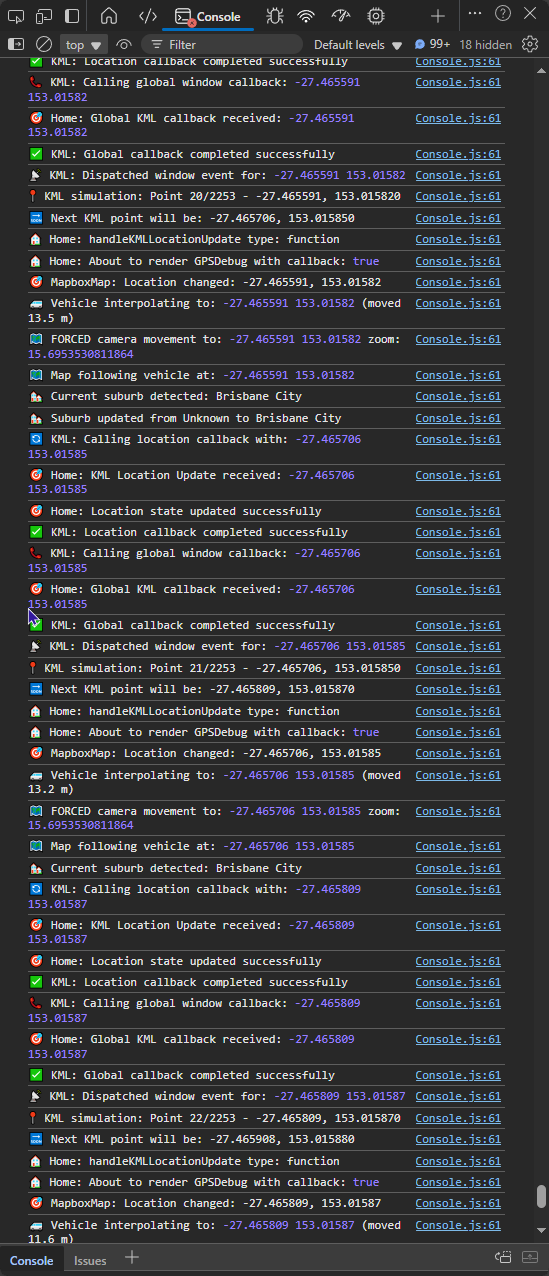 Console
top
Filter
Default levels
99+
18 hidden
KML: Location callback completed successfully Console.js:61
KML: Calling global window callback: -27.465591 Console.js:61
153.01582
Home: Global KML callback received: -27.465591 Console.js:61
153.01582
KML: Global callback completed successfully Console.js:61
KML: Dispatched window event for: -27.465591 153.01582 Console.js:61
KML simulation: Point 20/2253 - -27.465591, 153.015820 Console.js:61
Next KML point will be: -27.465706, 153.015850 Console.js:61
Home: handleKMLLocationUpdate type: function Console.js:61
Home: About to render GPSDebug with callback: true Console.js:61
MapboxMap: Location changed: -27.465591, 153.01582 Console.js:61
Vehicle interpolating to: -27.465591 153.01582 (moved Console.js:61
13.5 m)
FORCED camera movement to: -27.465591 153.01582 zoom: Console.js:61
15.6953530811864
Map following vehicle at: -27.465591 153.01582 Console.js:61
Current suburb detected: Brisbane City Console.js:61
Suburb updated from Unknown to Brisbane City Console.js:61
KML: Calling location callback with: -27.465706 Console.js:61
153.01585
Home: KML Location Update received: -27.465706 Console.js:61
153.01585
Home: Location state updated successfully Console.js:61
KML: Location callback completed successfully Console.js:61
KML: Calling global window callback: -27.465706 Console.js:61
153.01585
Home: Global KML callback received: -27.465706 Console.js:61
153.01585
KML: Global callback completed successfully Console.js:61
KML: Dispatched window event for: -27.465706 153.01585 Console.js:61
KML simulation: Point 21/2253 - -27.465706, 153.015850 Console.js:61
Next KML point will be: -27.465809, 153.015870 Console.js:61
Home: handleKMLLocationUpdate type: function Console.js:61
Home: About to render GPSDebug with callback: true Console.js:61
MapboxMap: Location changed: -27.465706, 153.01585 Console.js:61
Vehicle interpolating to: -27.465706 153.01585 (moved Console.js:61
13.2 m)
FORCED camera movement to: -27.465706 153.01585 zoom: Console.js:61
15.6953530811864
Map following vehicle at: -27.465706 153.01585 Console.js:61
Current suburb detected: Brisbane City Console.js:61
KML: Calling location callback with: -27.465809 Console.js:61
153.01587
Home: KML Location Update received: -27.465809 Console.js:61
153.01587
Home: Location state updated successfully Console.js:61
KML: Location callback completed successfully Console.js:61
KML: Calling global window callback: -27.465809 Console.js:61
153.01587
Home: Global KML callback received: -27.465809 Console.js:61
153.01587
KML: Global callback completed successfully Console.js:61
KML: Dispatched window event for: -27.465809 153.01587 Console.js:61
KML simulation: Point 22/2253 - -27.465809, 153.015870 Console.js:61
Next KML point will be: -27.465908, 153.015880 Console.js:61
Home: handleKMLLocationUpdate type: function Console.js:61
Home: About to render GPSDebug with callback: true Console.js:61
MapboxMap: Location changed: -27.465809, 153.01587 Console.js:61
Vehicle interpolating to: -27.465809 153.01587 (moved Console.js:61
11.6 m)
Console
Issues